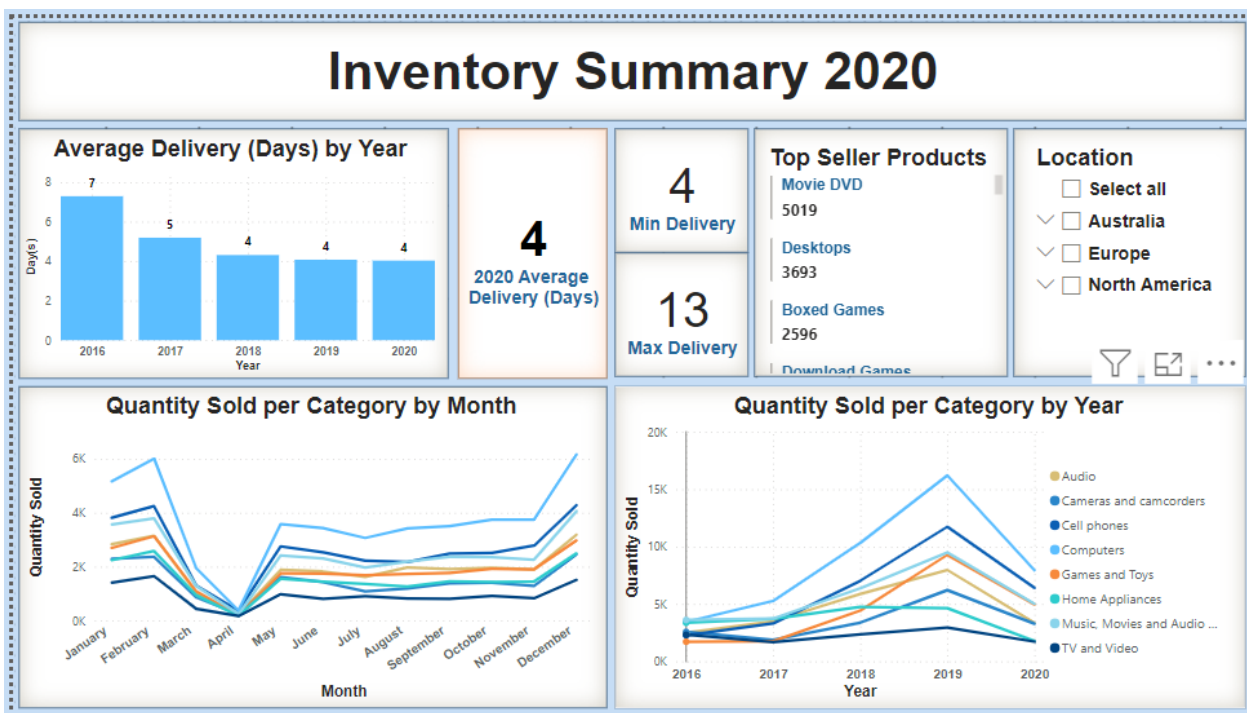 Inventory Summary 2020
Average Delivery (Days) by Year
Day(s)
8
6
4
2
0
7
5
4
4
4
2016
2017
2018
2019
2020
Year
4
2020 Average
Delivery (Days)
4
Min Delivery
13
Max Delivery
Top Seller Products
Movie DVD
5019
Desktops
3693
Boxed Games
2596
Download Games
Location
Select all
Australia
Europe
North America
Quantity Sold per Category by Month
Quantity Sold
6K
4K
2K
0K
January
February
March
April
May
June
July
August
September
October
November
December
Month
Quantity Sold per Category by Year
Quantity Sold
20K
15K
10K
5K
0K
2016
2017
2018
2019
2020
Year
Audio
Cameras and camcorders
Cell phones
Computers
Games and Toys
Home Appliances
Music, Movies and Audio ...
TV and Video